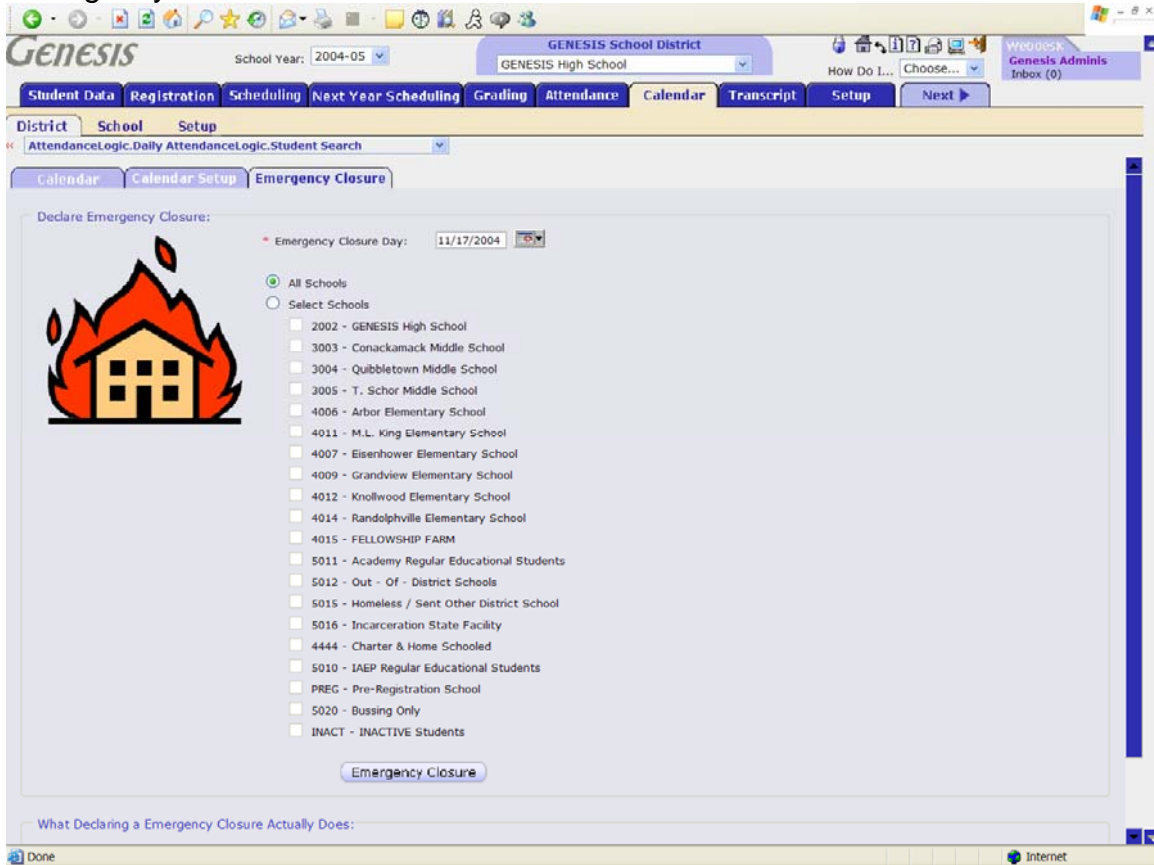 GENESIS School District
Genesis School Year: 2004-05 GENESIS High School How Do I... Choose... Webdesk
Genesis Adminis
Inbox (0)
Student Data Registration Scheduling Next Year Scheduling Grading Attendance Calendar Transcript Setup Next
District School Setup
AttendanceLogic.Daily AttendanceLogic.Student Search
Calendar Calendar Setup Emergency Closure
Declare Emergency Closure:
* Emergency Closure Day: 11/17/2004
All Schools
Select Schools
2002 - GENESIS High School
3003 - Conackamack Middle School
3004 - Quibbletown Middle School
3005 - T. Schor Middle School
4006 - Arbor Elementary School
4011 - M.L. King Elementary School
4007 - Eisenhower Elementary School
4009 - Grandview Elementary School
4012 - Knollwood Elementary School
4014 - Randolphville Elementary School
4015 - FELLOWSHIP FARM
5011 - Academy Regular Educational Students
5012 - Out - Of - District Schools
5015 - Homeless / Sent Other District School
5016 - Incarceration State Facility
4444 - Charter & Home Schooled
5010 - IAEP Regular Educational Students
PREG - Pre-Registration School
5020 - Bussing Only
INACT - INACTIVE Students
Emergency Closure
What Declaring a Emergency Closure Actually Does:
Done Internet